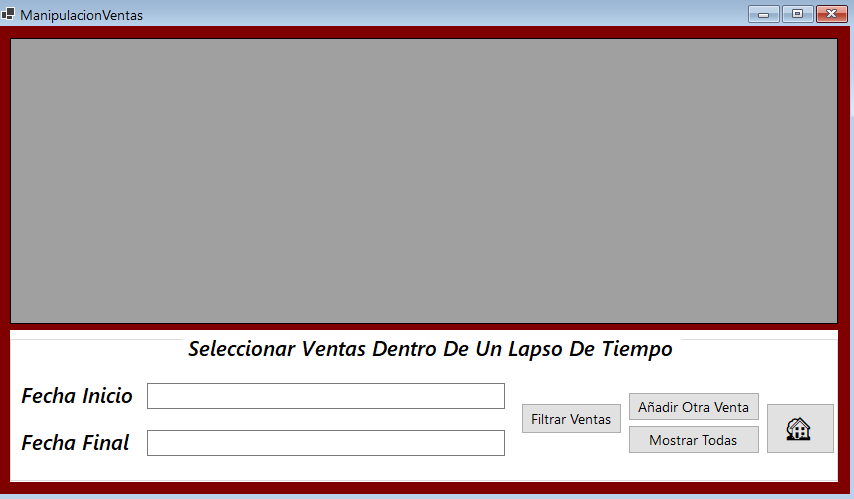 ManipulacionVentas
Seleccionar Ventas Dentro De Un Lapso De Tiempo
Fecha Inicio
Filtrar Ventas
Añadir Otra Venta
Fecha Final
Mostrar Todas